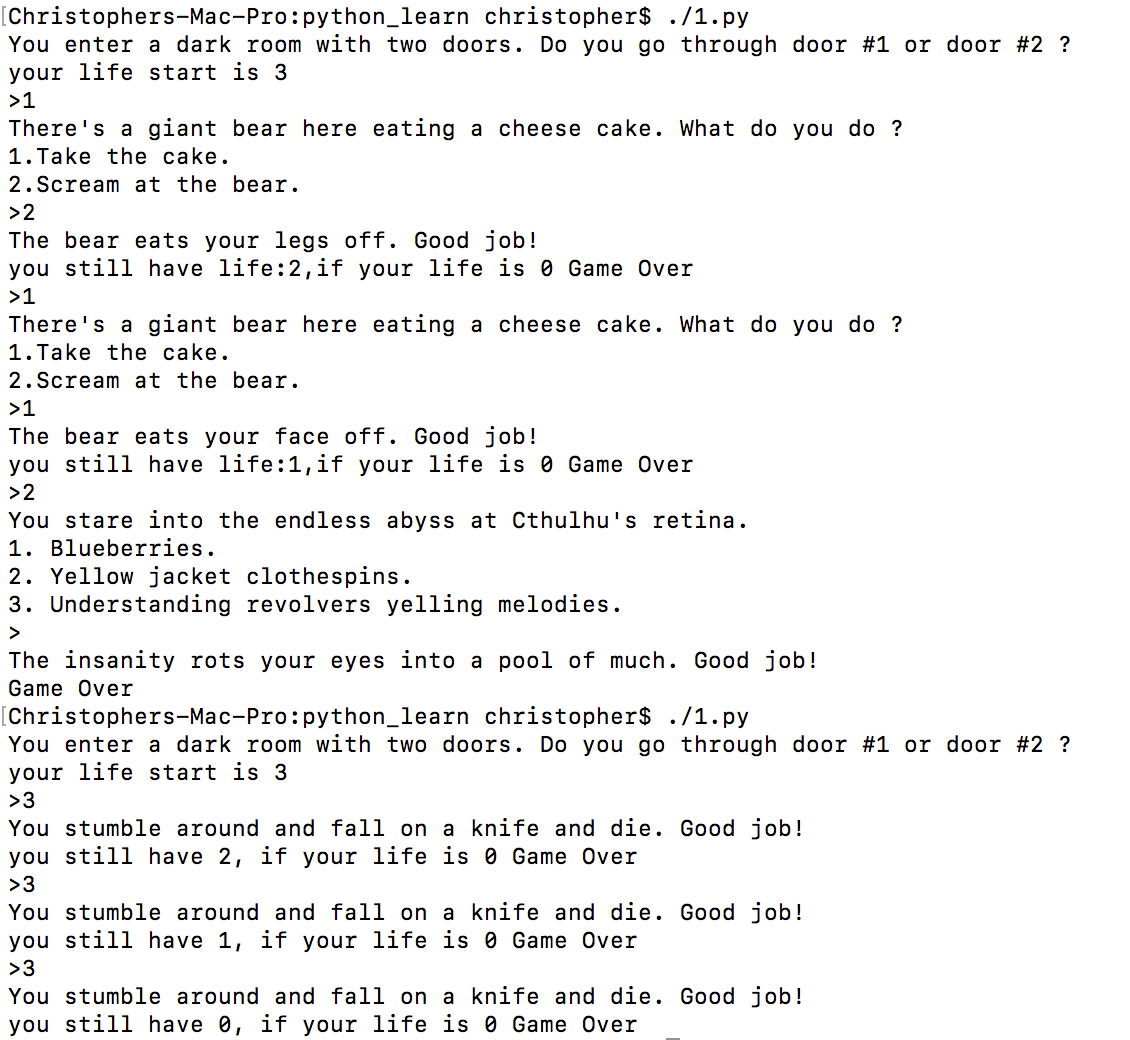 [Christophers-Mac-Pro:python_learn christopher$ ./1.py
You enter a dark room with two doors. Do you go through door #1 or door #2 ?
your life start is 3
>1
There's a giant bear here eating a cheese cake. What do you do ?
1.Take the cake.
2.Scream at the bear.
>2
The bear eats your legs off. Good job!
you still have life:2,if your life is 0 Game Over
>1
There's a giant bear here eating a cheese cake. What do you do ?
1.Take the cake.
2.Scream at the bear.
>1
The bear eats your face off. Good job!
you still have life:1,if your life is 0 Game Over
>2
You stare into the endless abyss at Cthulhu's retina.
1. Blueberries.
2. Yellow jacket clothespins.
3. Understanding revolvers yelling melodies.
>
The insanity rots your eyes into a pool of much. Good job!
Game Over
[Christophers-Mac-Pro:python_learn christopher$ ./1.py
You enter a dark room with two doors. Do you go through door #1 or door #2 ?
your life start is 3
>3
You stumble around and fall on a knife and die. Good job!
you still have 2, if your life is 0 Game Over
>3
You stumble around and fall on a knife and die. Good job!
you still have 1, if your life is 0 Game Over
>3
You stumble around and fall on a knife and die. Good job!
you still have 0, if your life is 0 Game Over